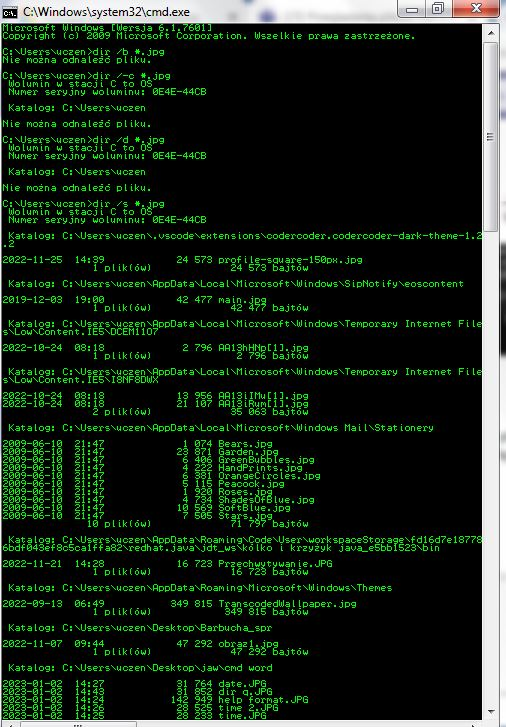 C:\Windows\system32\cmd.exe
Microsoft Windows [Wersja 6.1.7601]
Copyright (c) 2009 Microsoft Corporation. Wszelkie prawa zastrzeżone.
C:\Users\uczen>dir /b *.jpg
Nie można odnaleźć pliku.
C:\Users\uczen>dir /-c *.jpg
Wolumin w stacji C to OS
Numer seryjny woluminu: 0E4E-44CB
Katalog: C:\Users\uczen
Nie można odnaleźć pliku.
C:\Users\uczen>dir /d *.jpg
Wolumin w stacji C to OS
Numer seryjny woluminu: 0E4E-44CB
Katalog: C:\Users\uczen
Nie można odnaleźć pliku.
C:\Users\uczen>dir /s *.jpg
Wolumin w stacji C to OS
Numer seryjny woluminu: 0E4E-44CB
Katalog: C:\Users\uczen\.vscode\extensions\codercoder.codercoder-dark-theme-1.2
.2
2022-11-25 14:39 24 573 profile-square-150px.jpg
1 plik(ów) 24 573 bajtów
Katalog: C:\Users\uczen\AppData\Local\Microsoft\Windows\SipNotify\eoscontent
2019-12-03 19:00 42 477 main.jpg
1 plik(ów) 42 477 bajtów
Katalog: C:\Users\uczen\AppData\Local\Microsoft\Windows\Temporary Internet File
s\Low\Content.IE5\DCEM11O7
2022-10-24 08:18 2 796 AA13hHNp[1].jpg
1 plik(ów) 2 796 bajtów
Katalog: C:\Users\uczen\AppData\Local\Microsoft\Windows\Temporary Internet File
s\Low\Content.IE5\I8NF8DWX
2022-10-24 08:18 13 956 AA13iIMu[1].jpg
2022-10-24 08:18 21 107 AA13iRum[1].jpg
2 plik(ów) 35 063 bajtów
Katalog: C:\Users\uczen\AppData\Local\Microsoft\Windows Mail\Stationery
2009-06-10 21:47 1 074 Bears.jpg
2009-06-10 21:47 23 871 Garden.jpg
2009-06-10 21:47 6 406 GreenBubbles.jpg
2009-06-10 21:47 4 222 HandPrints.jpg
2009-06-10 21:47 6 381 OrangeCircles.jpg
2009-06-10 21:47 5 115 Peacock.jpg
2009-06-10 21:47 1 920 Roses.jpg
2009-06-10 21:47 4 734 ShadesOfBlue.jpg
2009-06-10 21:47 10 569 SoftBlue.jpg
2009-06-10 21:47 7 505 Stars.jpg
10 plik(ów) 71 797 bajtów
Katalog: C:\Users\uczen\AppData\Roaming\Code\User\workspaceStorage\fd16d7e18778
6bdf043ef8c5ca1ffa82\redhat.java\jdt_ws\kółko i krzyżyk java_e5bb1523\bin
2022-11-21 14:28 16 723 Przechwytywanie.JPG
1 plik(ów) 16 723 bajtów
Katalog: C:\Users\uczen\AppData\Roaming\Microsoft\Windows\Themes
2022-09-13 06:49 349 815 TranscodedWallpaper.jpg
1 plik(ów) 349 815 bajtów
Katalog: C:\Users\uczen\Desktop\Barbucha_spr
2022-11-07 09:44 47 292 obraz1.jpg
1 plik(ów) 47 292 bajtów
Katalog: C:\Users\uczen\Desktop\jaw\cmd word
2023-01-02 14:27 31 764 date.JPG
2023-01-02 14:43 31 852 dir q.JPG
2023-01-02 14:24 142 949 help format.JPG
2023-01-02 14:26 28 525 time 2.JPG
2023-01-02 14:25 28 233 time.JPG